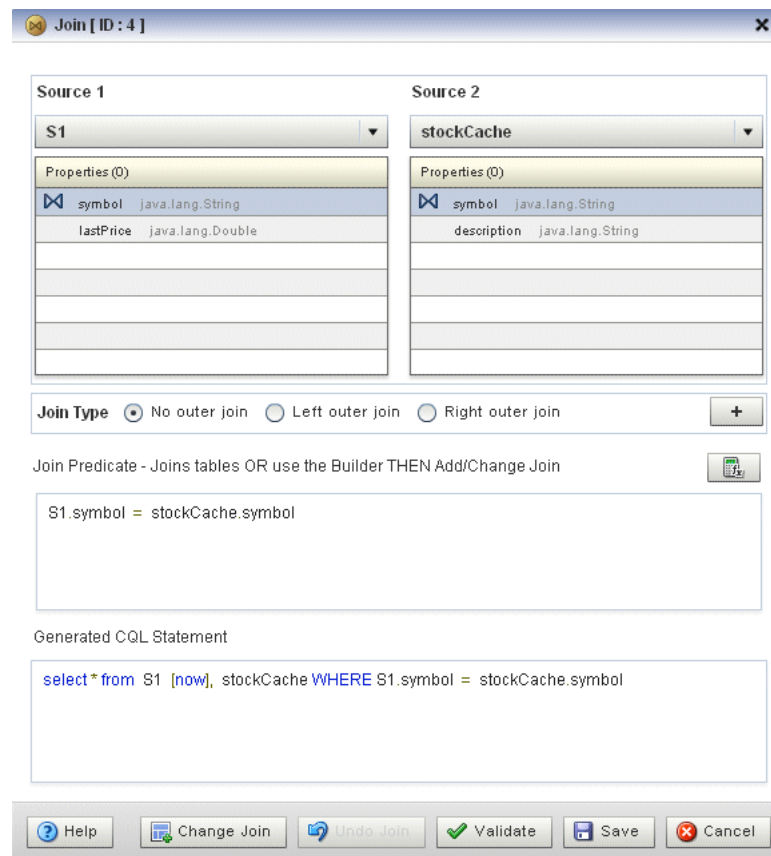 Join [ ID : 4 ]
Source 1
Source 2
S1
stockCache
Properties (0)
Properties (0)
symbol java.lang.String
symbol java.lang.String
lastPrice java.lang.Double
description java.lang.String
Join Type No outer join Left outer join Right outer join +
Join Predicate - Joins tables OR use the Builder THEN Add/Change Join
S1.symbol = stockCache.symbol
Generated CQL Statement
select * from S1 [now], stockCache WHERE S1.symbol = stockCache.symbol
Help Change Join Undo Join Validate Save Cancel